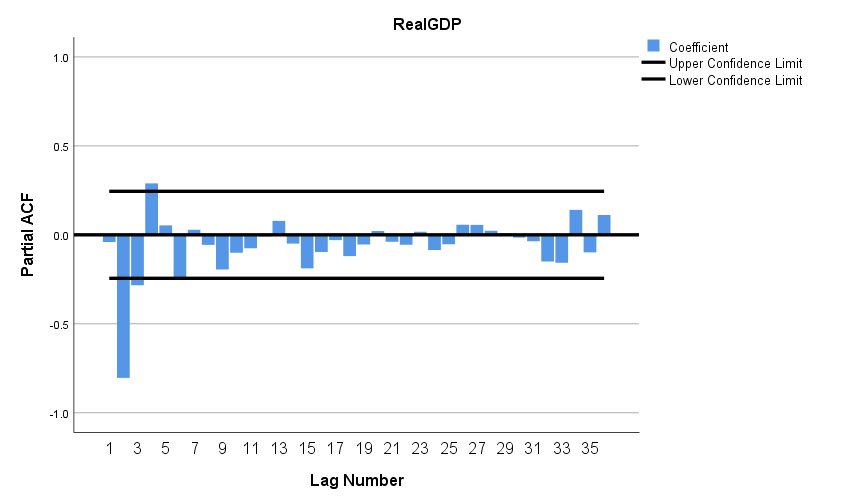 RealGDP
Coefficient
Upper Confidence Limit
Lower Confidence Limit
Partial ACF
1.0
0.5
0.0
-0.5
-1.0
1 3 5 7 9 11 13 15 17 19 21 23 25 27 29 31 33 35
Lag Number